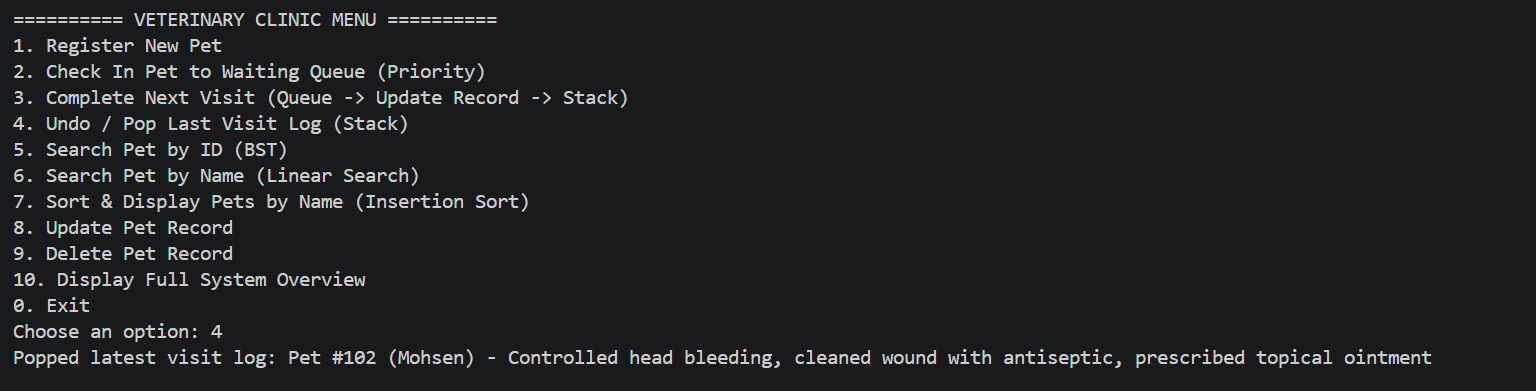 ========== VETERINARY CLINIC MENU ==========
1. Register New Pet
2. Check In Pet to Waiting Queue (Priority)
3. Complete Next Visit (Queue -> Update Record -> Stack)
4. Undo / Pop Last Visit Log (Stack)
5. Search Pet by ID (BST)
6. Search Pet by Name (Linear Search)
7. Sort & Display Pets by Name (Insertion Sort)
8. Update Pet Record
9. Delete Pet Record
10. Display Full System Overview
0. Exit
Choose an option: 4
Popped latest visit log: Pet #102 (Mohsen) - Controlled head bleeding, cleaned wound with antiseptic, prescribed topical ointment